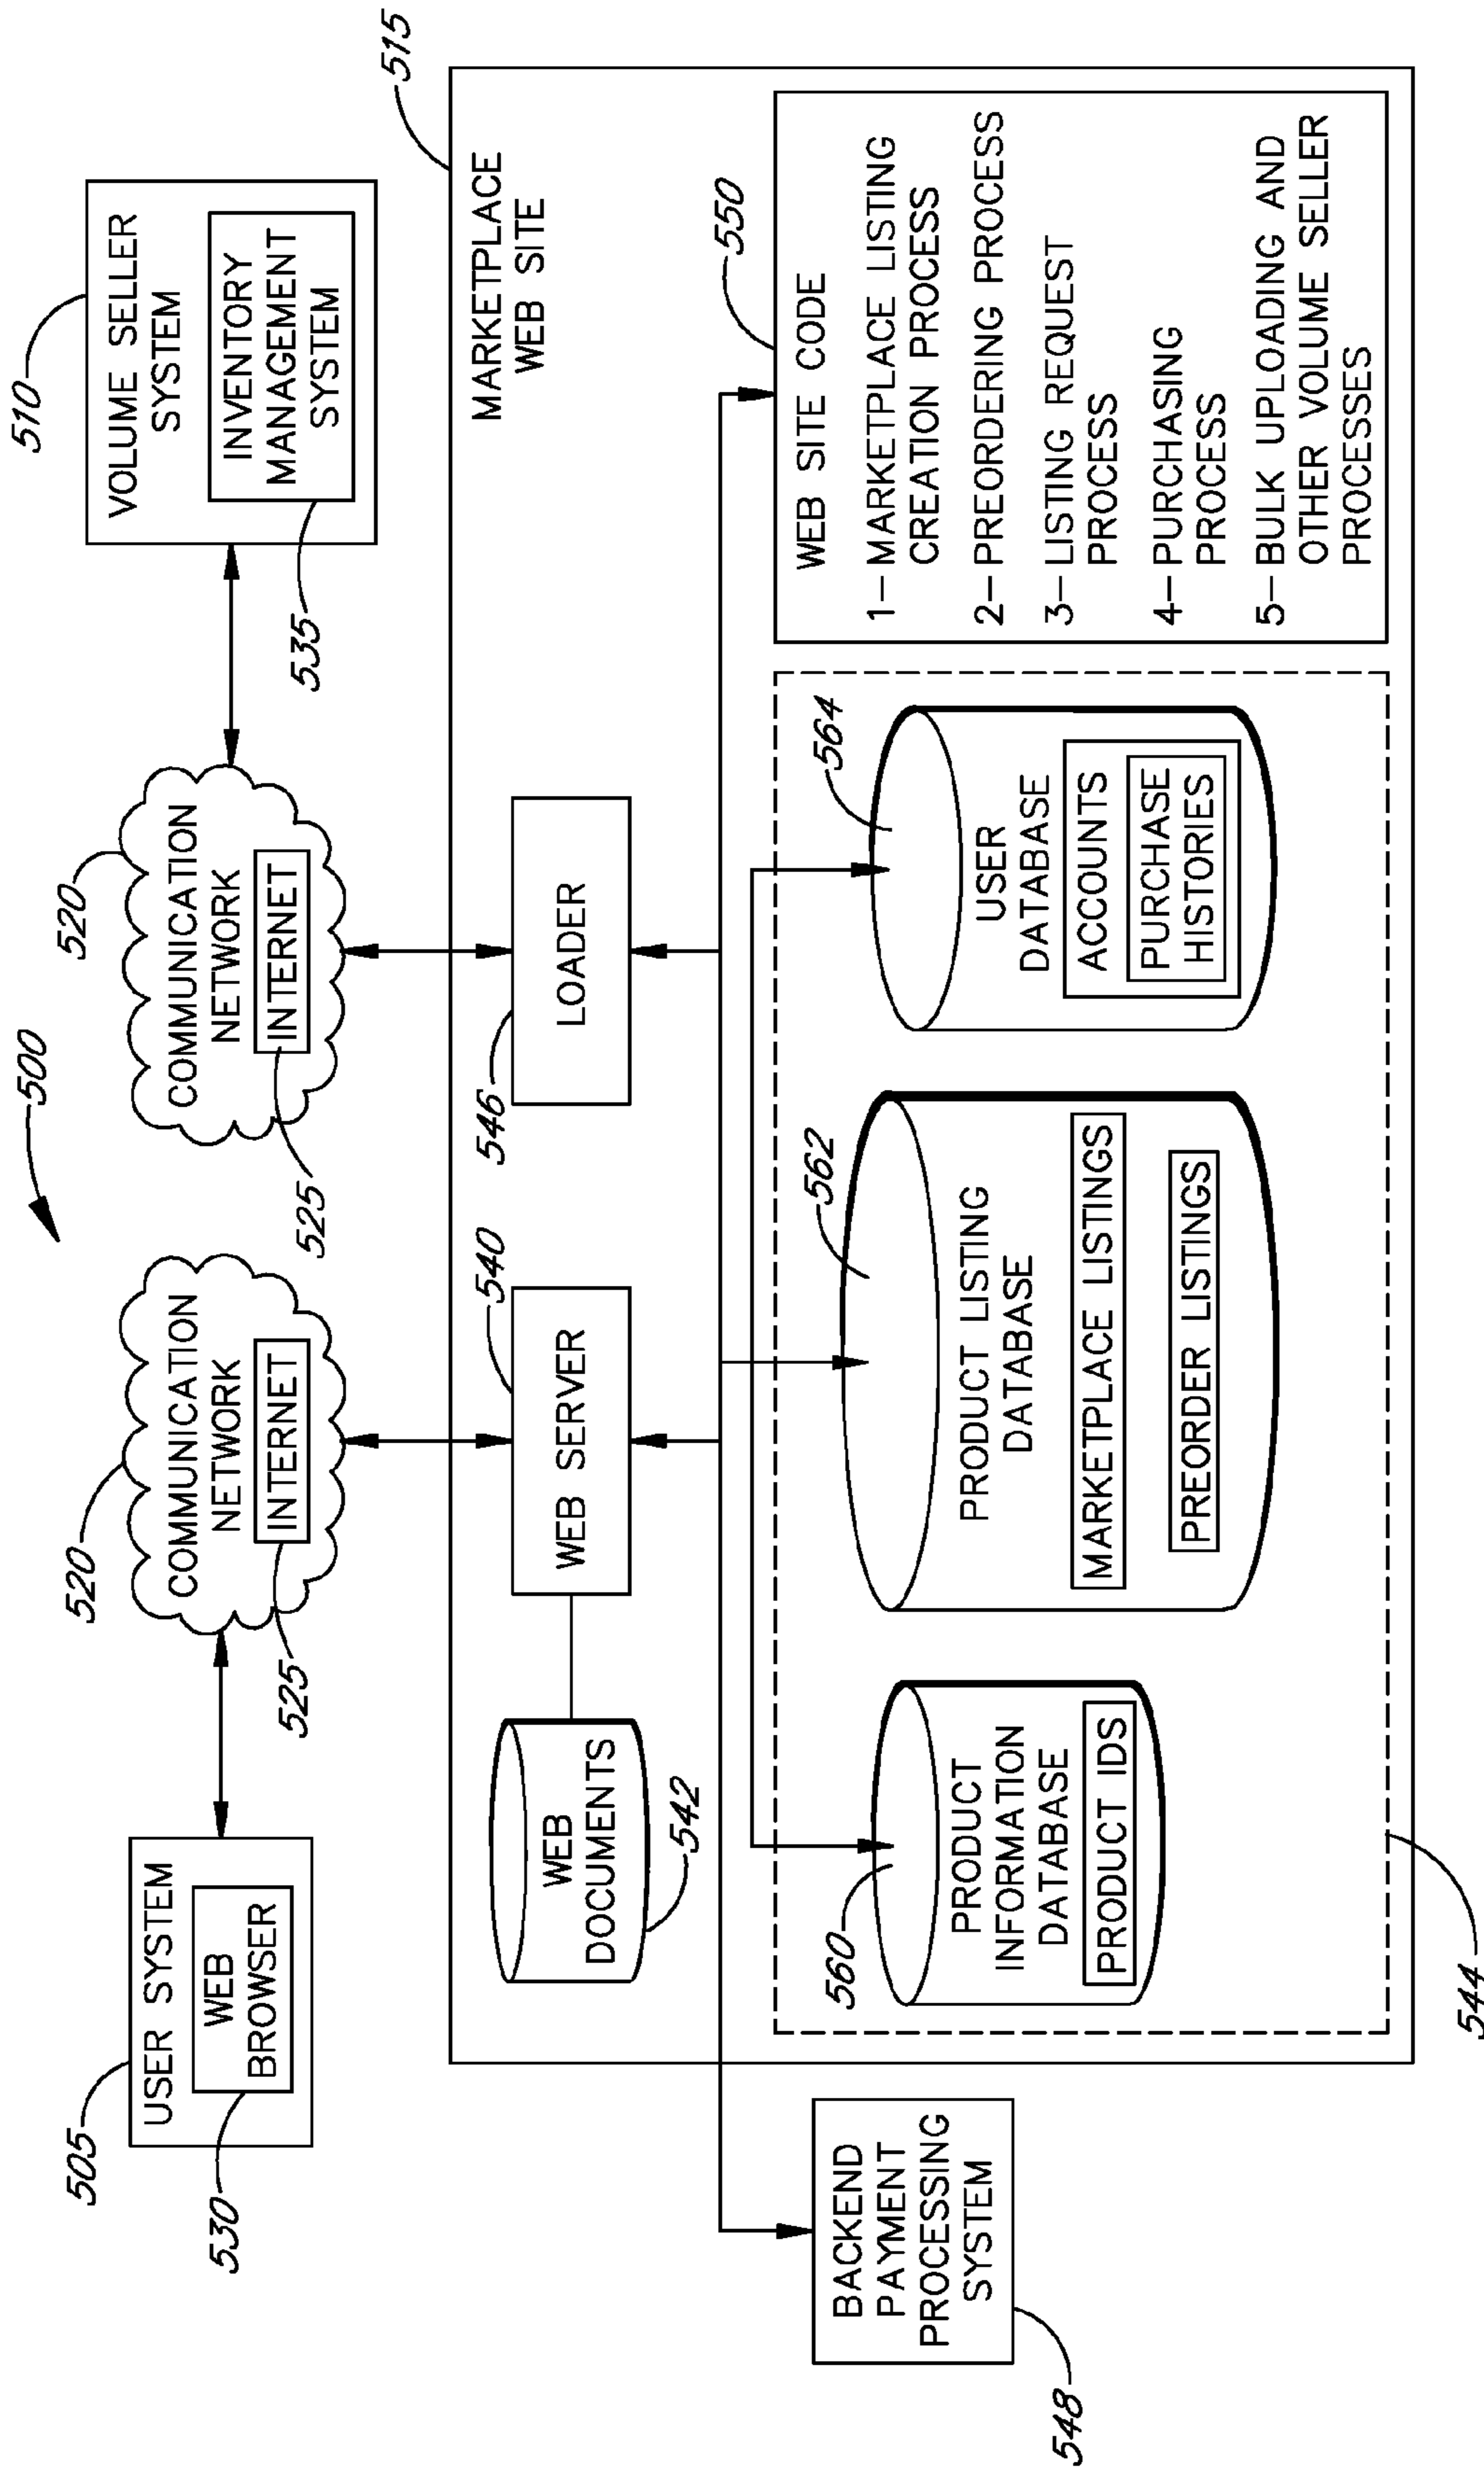 500
505
USER SYSTEM
WEB
BROWSER
530
520
COMMUNICATION
NETWORK
INTERNET
525
520
COMMUNICATION
NETWORK
INTERNET
525
510
VOLUME SELLER
SYSTEM
INVENTORY
MANAGEMENT
SYSTEM
535
515
MARKETPLACE
WEB SITE
WEB
DOCUMENTS
542
540
WEB SERVER
546
LOADER
BACKEND
PAYMENT
PROCESSING
SYSTEM
548
560
PRODUCT
INFORMATION
DATABASE
PRODUCT IDS
562
PRODUCT LISTING
DATABASE
MARKETPLACE LISTINGS
PREORDER LISTINGS
564
USER
DATABASE
ACCOUNTS
PURCHASE
HISTORIES
544
550
WEB SITE CODE
1—MARKETPLACE LISTING
CREATION PROCESS
2—PREORDERING PROCESS
3—LISTING REQUEST
PROCESS
4—PURCHASING
PROCESS
5—BULK UPLOADING AND
OTHER VOLUME SELLER
PROCESSES